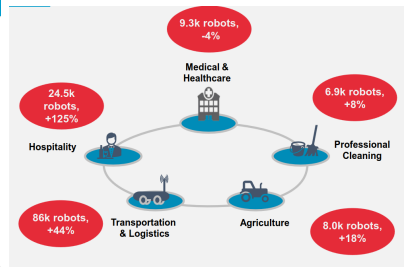 9.3k robots,
-4%
Medical &
Healthcare
24.5k
robots,
+125%
6.9k robots,
+8%
Hospitality
Professional
Cleaning
86k robots,
+44%
Transportation
& Logistics
Agriculture
8.0k robots,
+18%